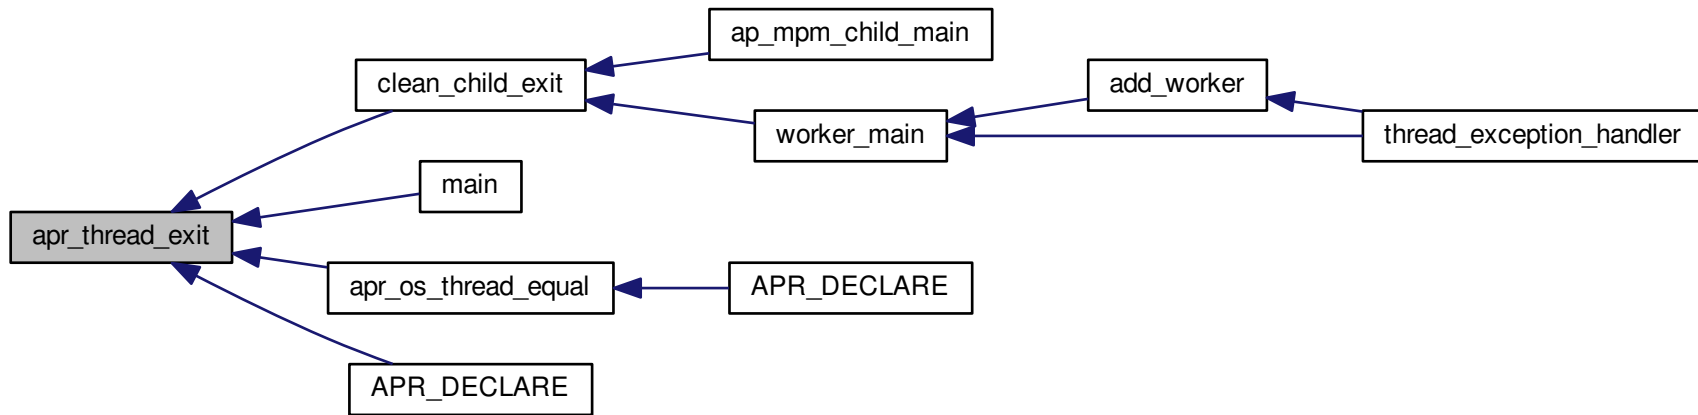 ap_mpm_child_main
clean_child_exit
add_worker
worker_main
thread_exception_handler
main
apr_thread_exit
apr_os_thread_equal
APR_DECLARE
APR_DECLARE